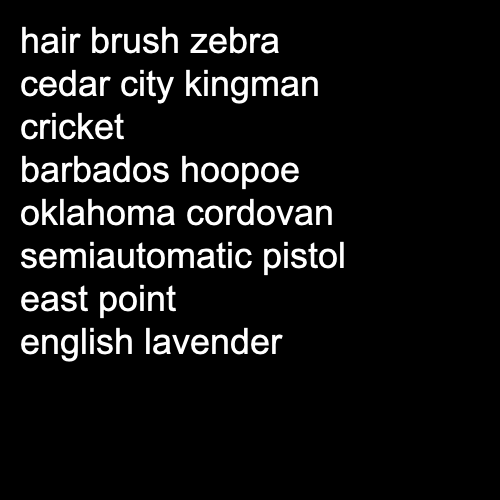 hair brush zebra
cedar city kingman
cricket
barbados hoopoe
oklahoma cordovan
semiautomatic pistol
east point
english lavender